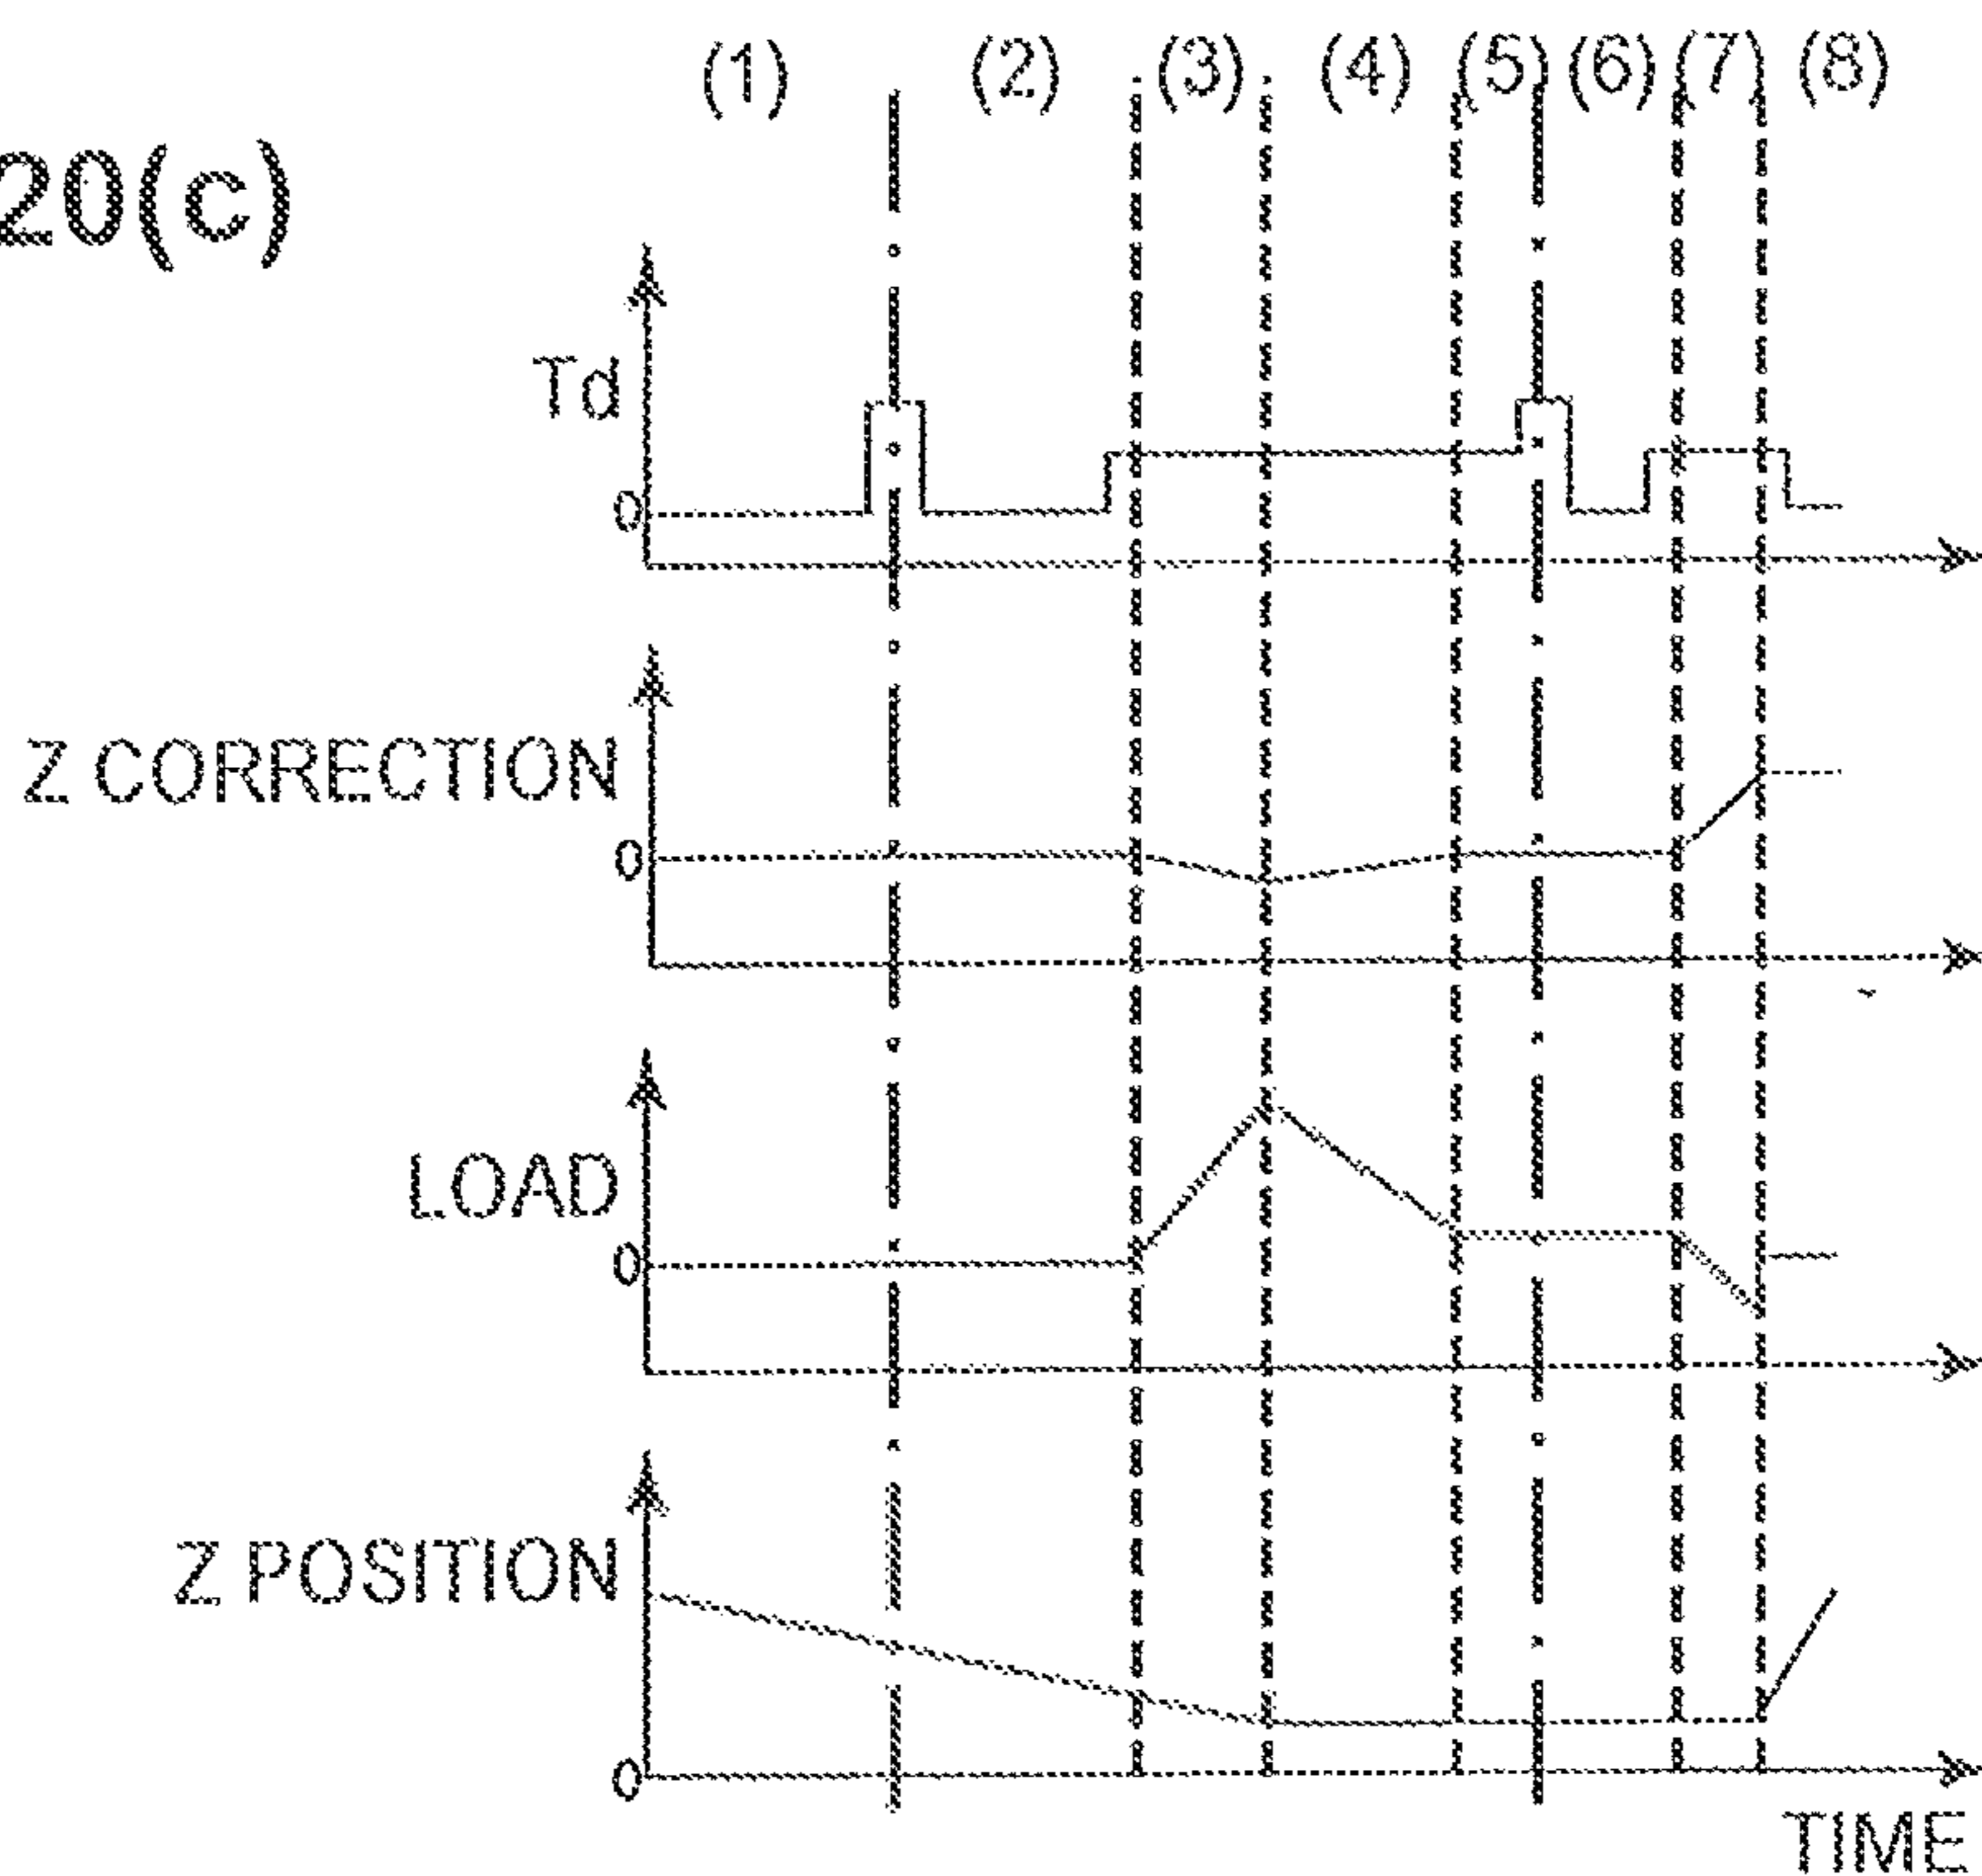 (1) (2) (3) (4) (5) (6) (7) (8)
20(c)
Td
0
Z CORRECTION
0
LOAD
0
Z POSITION
0
TIME